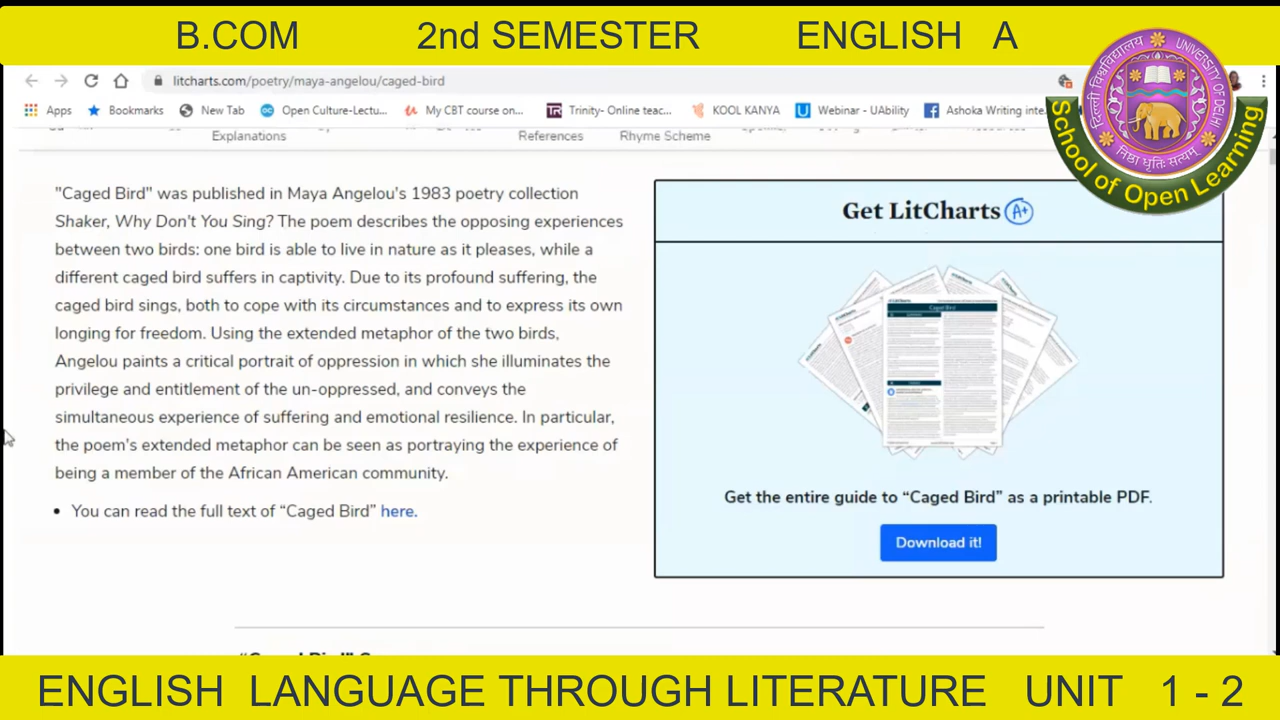 B.COM 2nd SEMESTER ENGLISH A
litcharts.com/poetry/maya-angelou/caged-bird
Apps Bookmarks New Tab Open Culture-Lectu... My CBT course on... Trinity- Online teac... KOOL KANYA Webinar - UAbility Ashoka Writing inte...
दिल्ली विश्वविद्यालय UNIVERSITY OF DELHI
निष्ठा धृतिः सत्यम्
School of Open Learning
Explanations References Rhyme Scheme
"Caged Bird" was published in Maya Angelou's 1983 poetry collection
Shaker, Why Don't You Sing? The poem describes the opposing experiences
between two birds: one bird is able to live in nature as it pleases, while a
different caged bird suffers in captivity. Due to its profound suffering, the
caged bird sings, both to cope with its circumstances and to express its own
longing for freedom. Using the extended metaphor of the two birds,
Angelou paints a critical portrait of oppression in which she illuminates the
privilege and entitlement of the un-oppressed, and conveys the
simultaneous experience of suffering and emotional resilience. In particular,
the poem's extended metaphor can be seen as portraying the experience of
being a member of the African American community.
• You can read the full text of “Caged Bird” here.
Get LitCharts A+
Caged Bird
Get the entire guide to “Caged Bird” as a printable PDF.
Download it!
ENGLISH LANGUAGE THROUGH LITERATURE UNIT 1 - 2